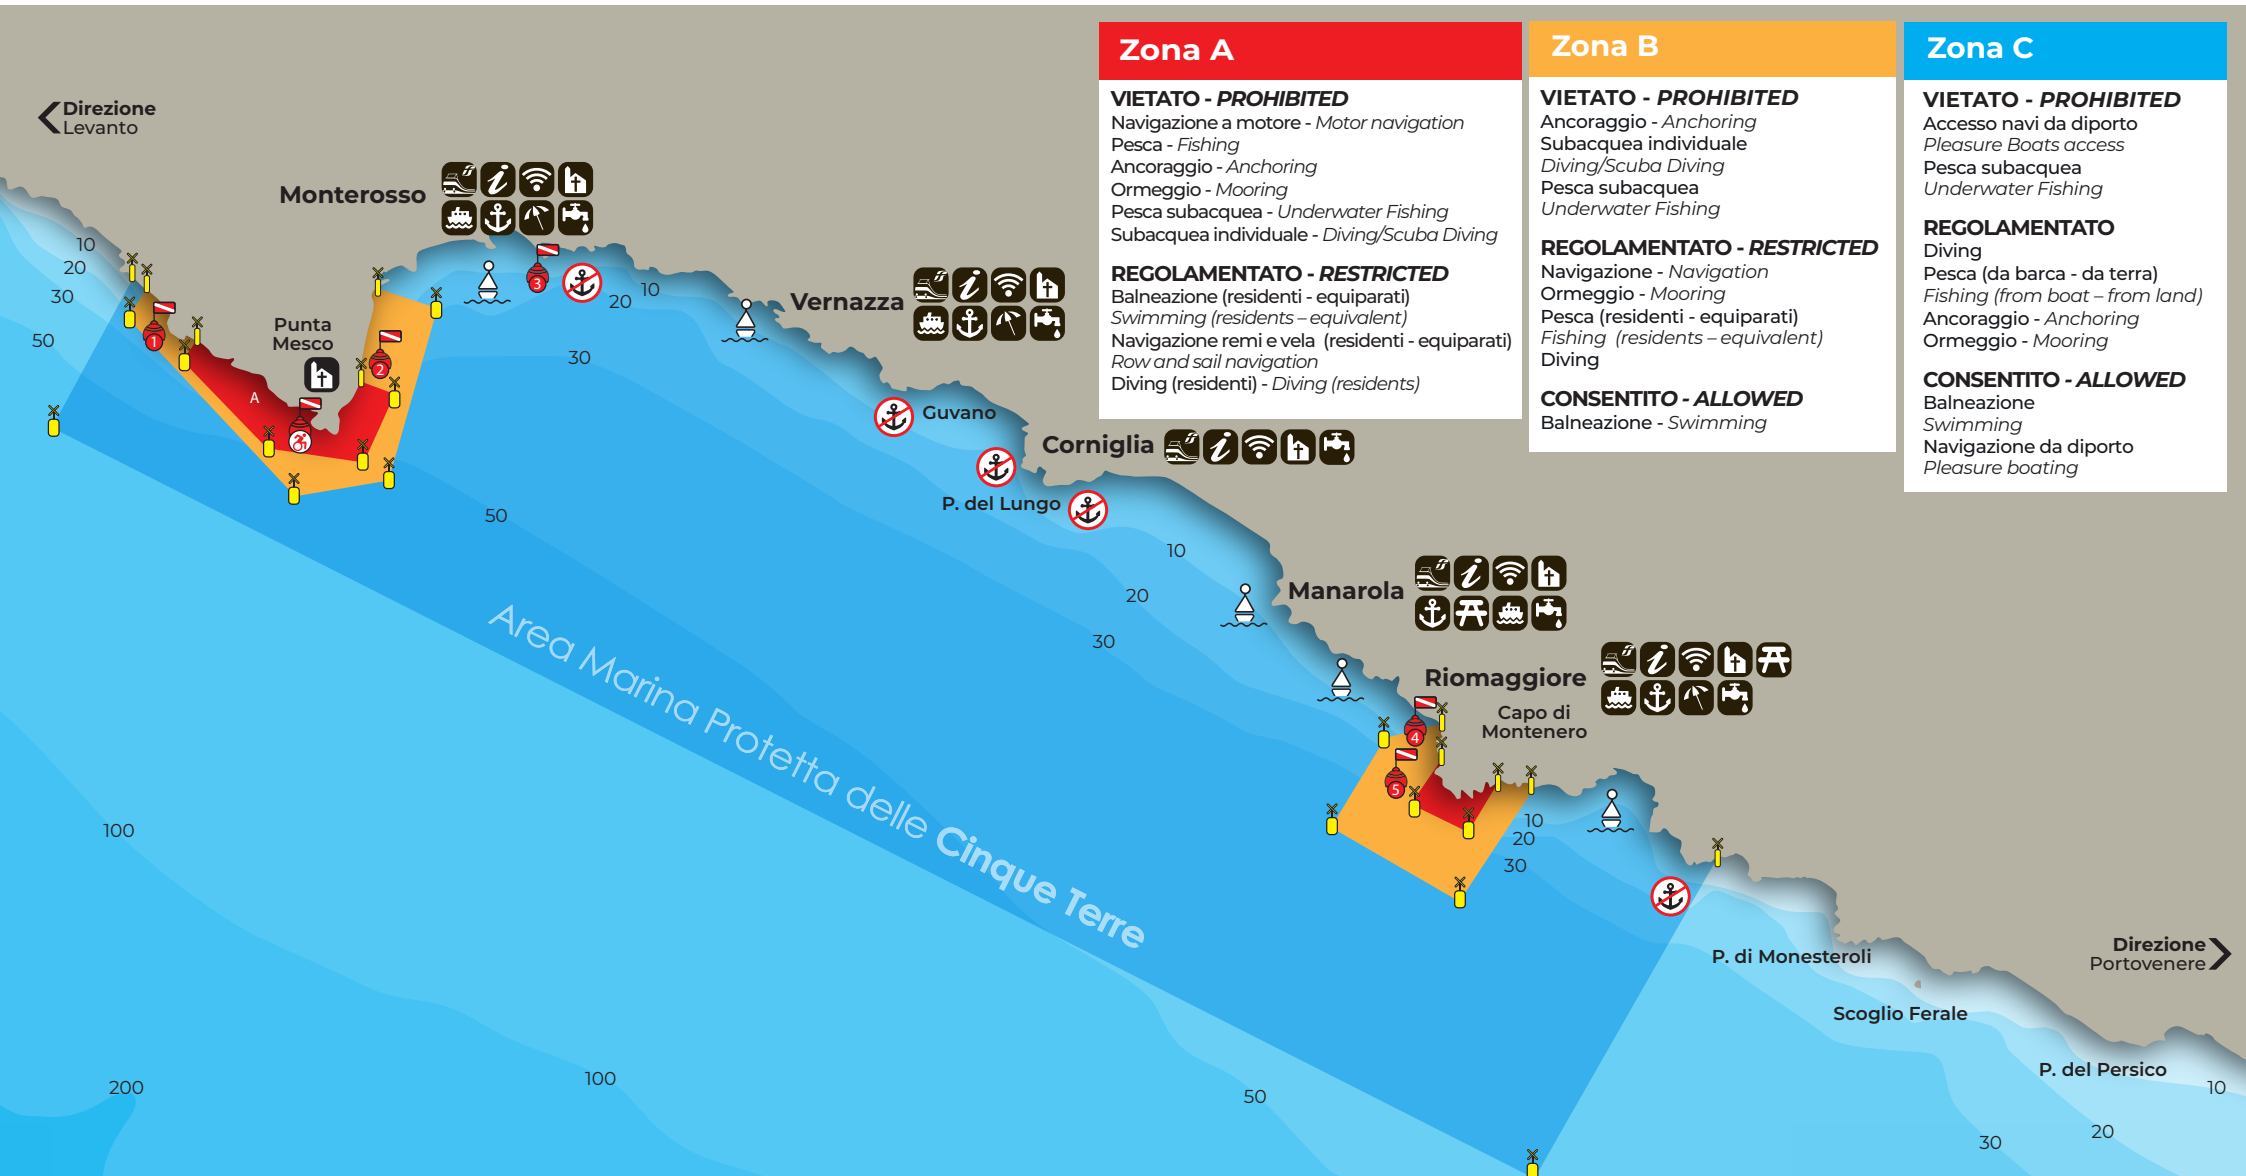 Zona A
VIETATO - PROHIBITED
Navigazione a motore - Motor navigation
Pesca - Fishing
Ancoraggio - Anchoring
Ormeggio - Mooring
Pesca subacquea - Underwater Fishing
Subacquea individuale - Diving/Scuba Diving
REGOLAMENTATO - RESTRICTED
Balneazione (residenti - equiparati)
Swimming (residents – equivalent)
Navigazione remi e vela (residenti - equiparati)
Row and sail navigation
Diving (residenti) - Diving (residents)
Zona B
VIETATO - PROHIBITED
Ancoraggio - Anchoring
Subacquea individuale
Diving/Scuba Diving
Pesca subacquea
Underwater Fishing
REGOLAMENTATO - RESTRICTED
Navigazione - Navigation
Ormeggio - Mooring
Pesca (residenti - equiparati)
Fishing (residents – equivalent)
Diving
CONSENTITO - ALLOWED
Balneazione - Swimming
Zona C
VIETATO - PROHIBITED
Accesso navi da diporto
Pleasure Boats access
Pesca subacquea
Underwater Fishing
REGOLAMENTATO
Diving
Pesca (da barca - da terra)
Fishing (from boat – from land)
Ancoraggio - Anchoring
Ormeggio - Mooring
CONSENTITO - ALLOWED
Balneazione
Swimming
Navigazione da diporto
Pleasure boating
Direzione
Levanto
Monterosso
10
20
30
50
Punta
Mesco
1
2
3
A
10
20
30
50
Vernazza
Guvano
Corniglia
P. del Lungo
10
20
30
Manarola
Riomaggiore
Capo di
Montenero
4
5
10
20
30
Area Marina Protetta delle Cinque Terre
100
200
100
50
P. di Monesteroli
Direzione
Portovenere
Scoglio Ferale
P. del Persico
10
20
30